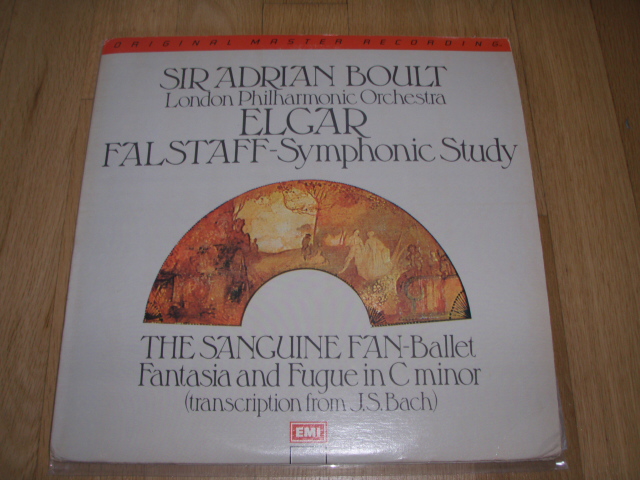 ORIGINAL MASTER RECORDING
SIR ADRIAN BOULT
London Philharmonic Orchestra
ELGAR
FALSTAFF-Symphonic Study
THE SANGUINE FAN-Ballet
Fantasia and Fugue in C minor
(transcription from J.S. Bach)
EMI